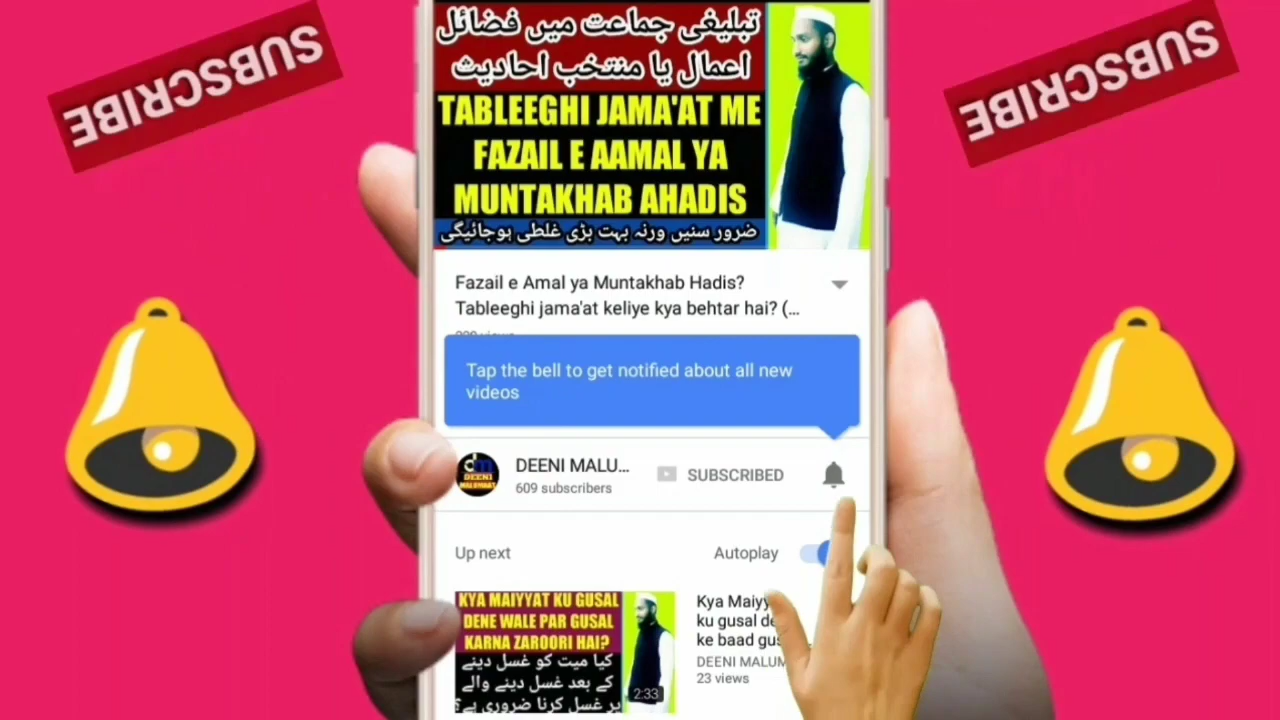 SUBSCRIBE
SUBSCRIBE
تبلیغی جماعت میں فضائل
اعمال یا منتخب احادیث
TABLEEGHI JAMA'AT ME
FAZAIL E AAMAL YA
MUNTAKHAB AHADIS
ضرور سنیں ورنہ بہت بڑی غلطی ہوجائیگی
Fazail e Amal ya Muntakhab Hadis?
Tableeghi jama'at keliye kya behtar hai? (...
Tap the bell to get notified about all new
videos
dm
DEENI
MALUMAAT
DEENI MALU...
SUBSCRIBED
609 subscribers
Up next
Autoplay
KYA MAIYYAT KU GUSAL
DENE WALE PAR GUSAL
KARNA ZAROORI HAI?
کیا میت کو غسل دینے
کے بعد غسل دینے والے
پر غسل کرنا ضروری ہے؟
2:33
Kya Maiyy
ku gusal de
ke baad gus
DEENI MALUM
23 views